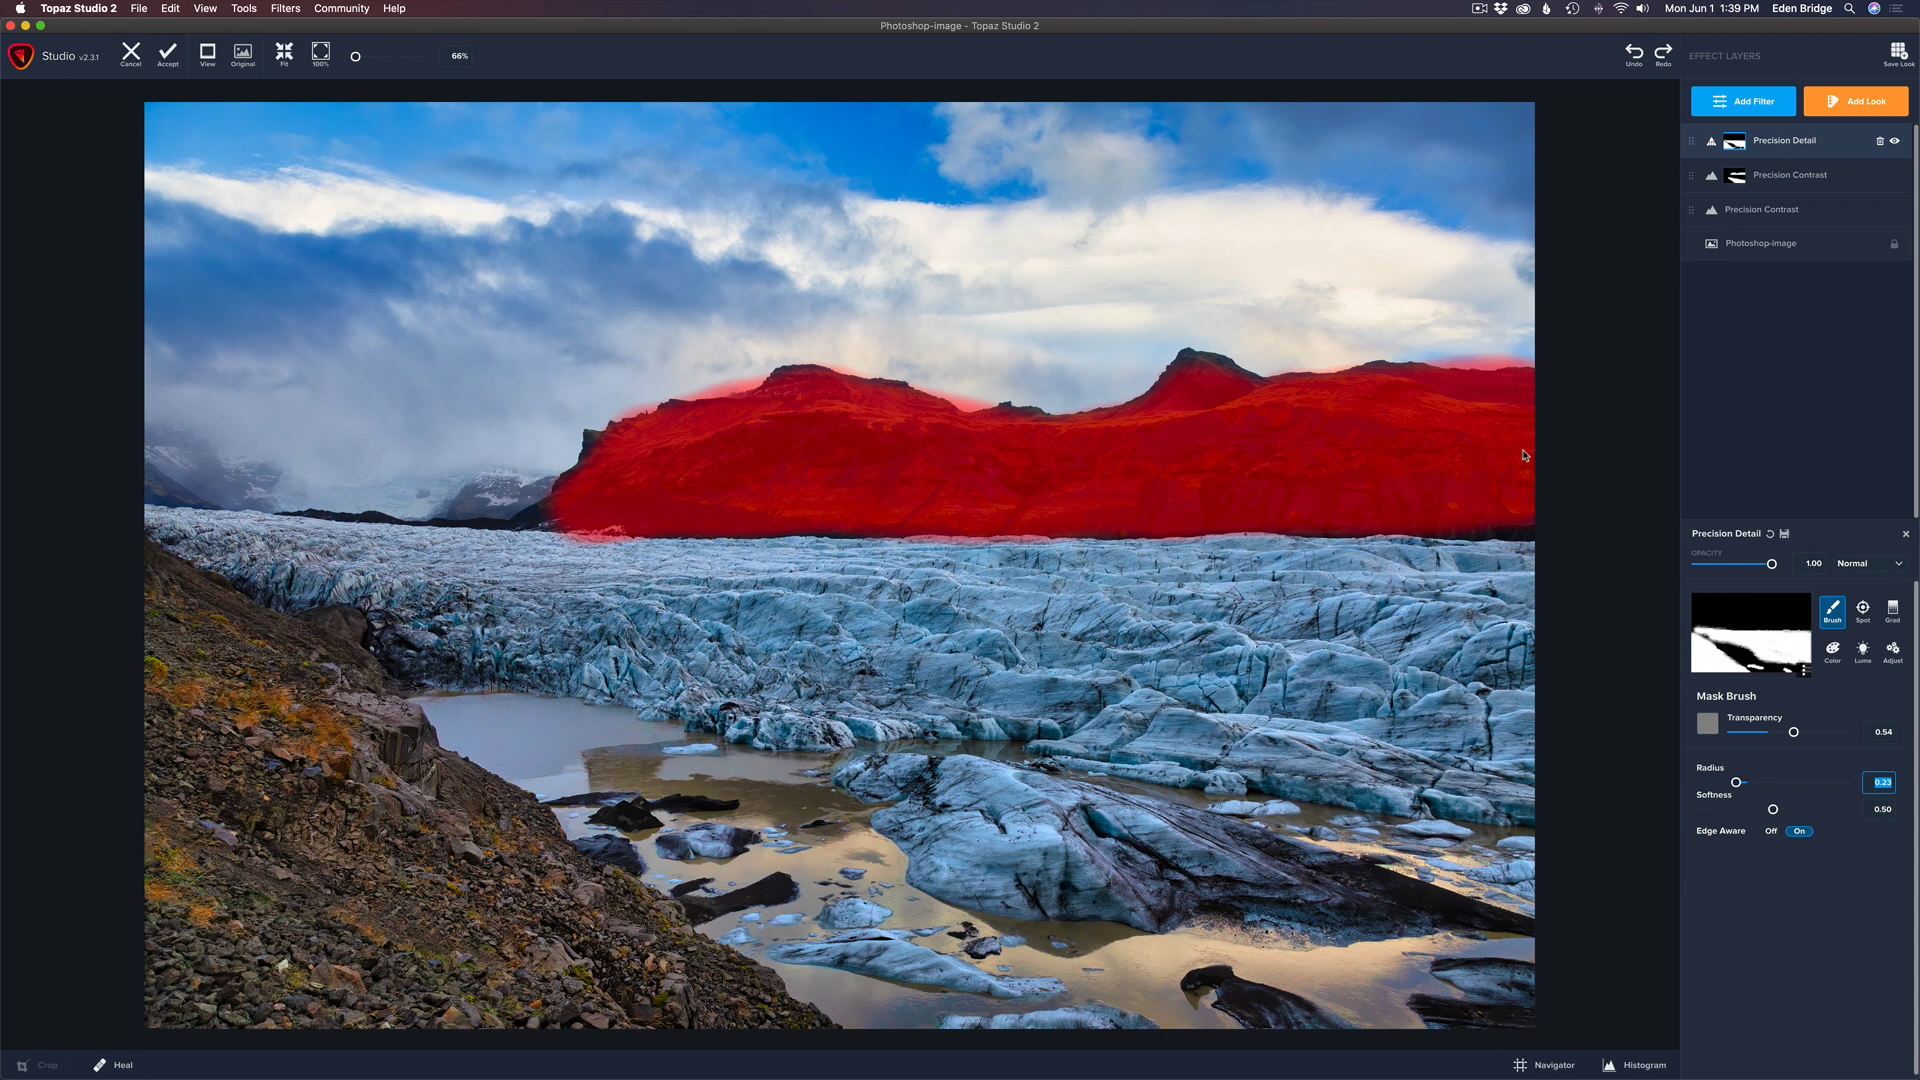 Topaz Studio 2 File Edit View Tools Filters Community Help
Mon Jun 1 1:39 PM Eden Bridge
Photoshop-image - Topaz Studio 2
Studio v2.3.1
Cancel Accept View Original Fit 100% 66%
Undo Redo
EFFECT LAYERS
Save Look
Add Filter Add Look
Precision Detail
Precision Contrast
Precision Contrast
Photoshop-image
Precision Detail
OPACITY
1.00 Normal
Brush Spot Grad
Color Luma Adjust
Mask Brush
Transparency
0.54
Radius
0.23
Softness
0.50
Edge Aware Off On
Crop Heal
Navigator Histogram